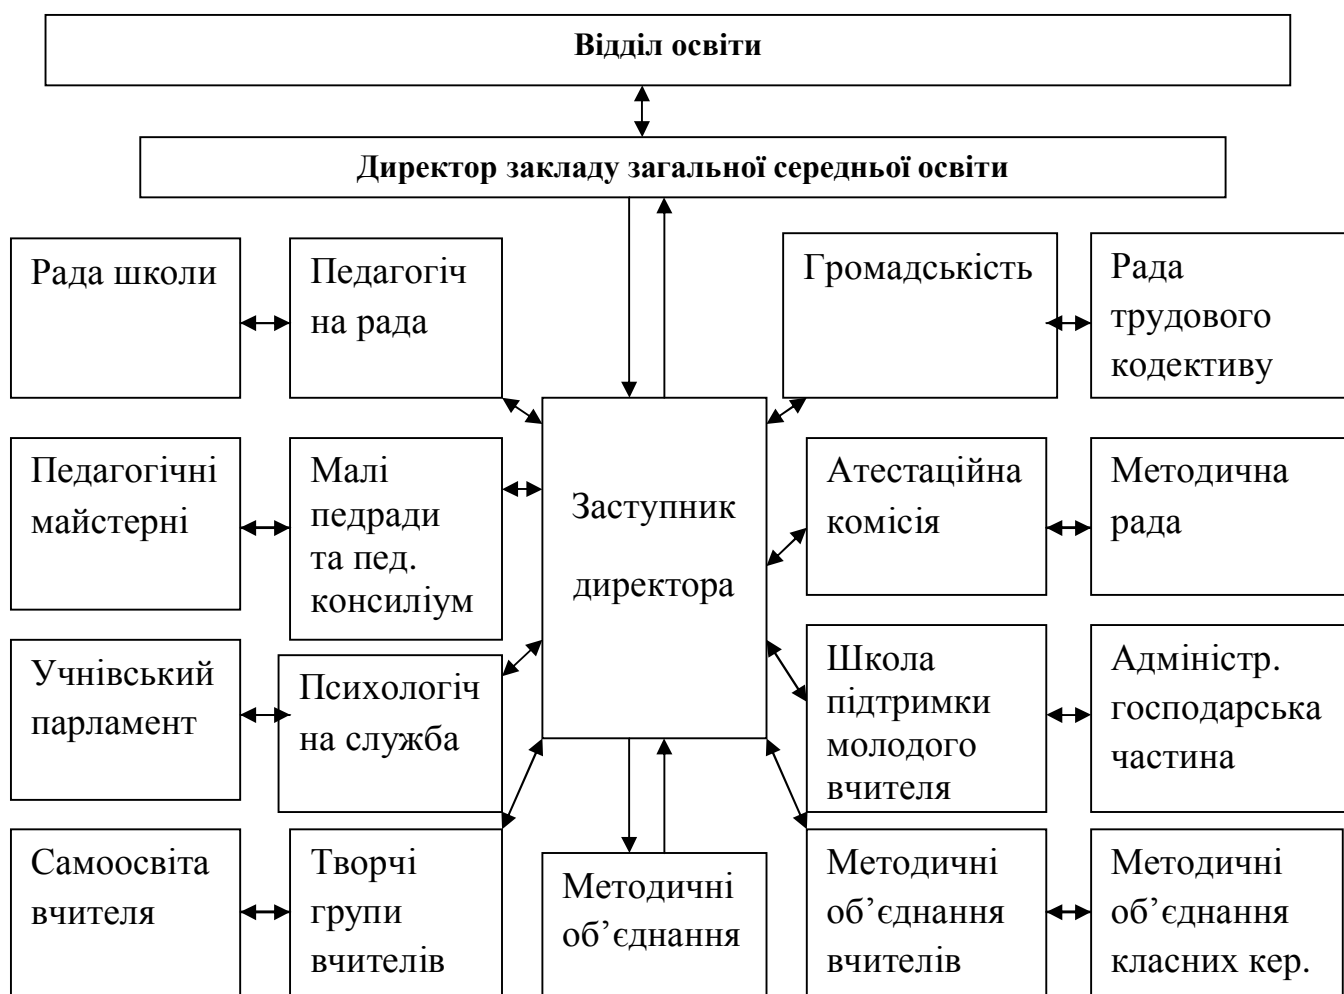 Відділ освіти
Директор закладу загальної середньої освіти
Рада школи
Педагогіч
на рада
Громадськість
Рада
трудового
кодективу
Педагогічні
майстерні
Малі
педради
та пед.
консиліум
Заступник
директора
Атестаційна
комісія
Методична
рада
Учнівський
парламент
Психологіч
на служба
Школа
підтримки
молодого
вчителя
Адміністр.
господарська
частина
Самоосвіта
вчителя
Творчі
групи
вчителів
Методичні
об’єднання
Методичні
об’єднання
вчителів
Методичні
об’єднання
класних кер.